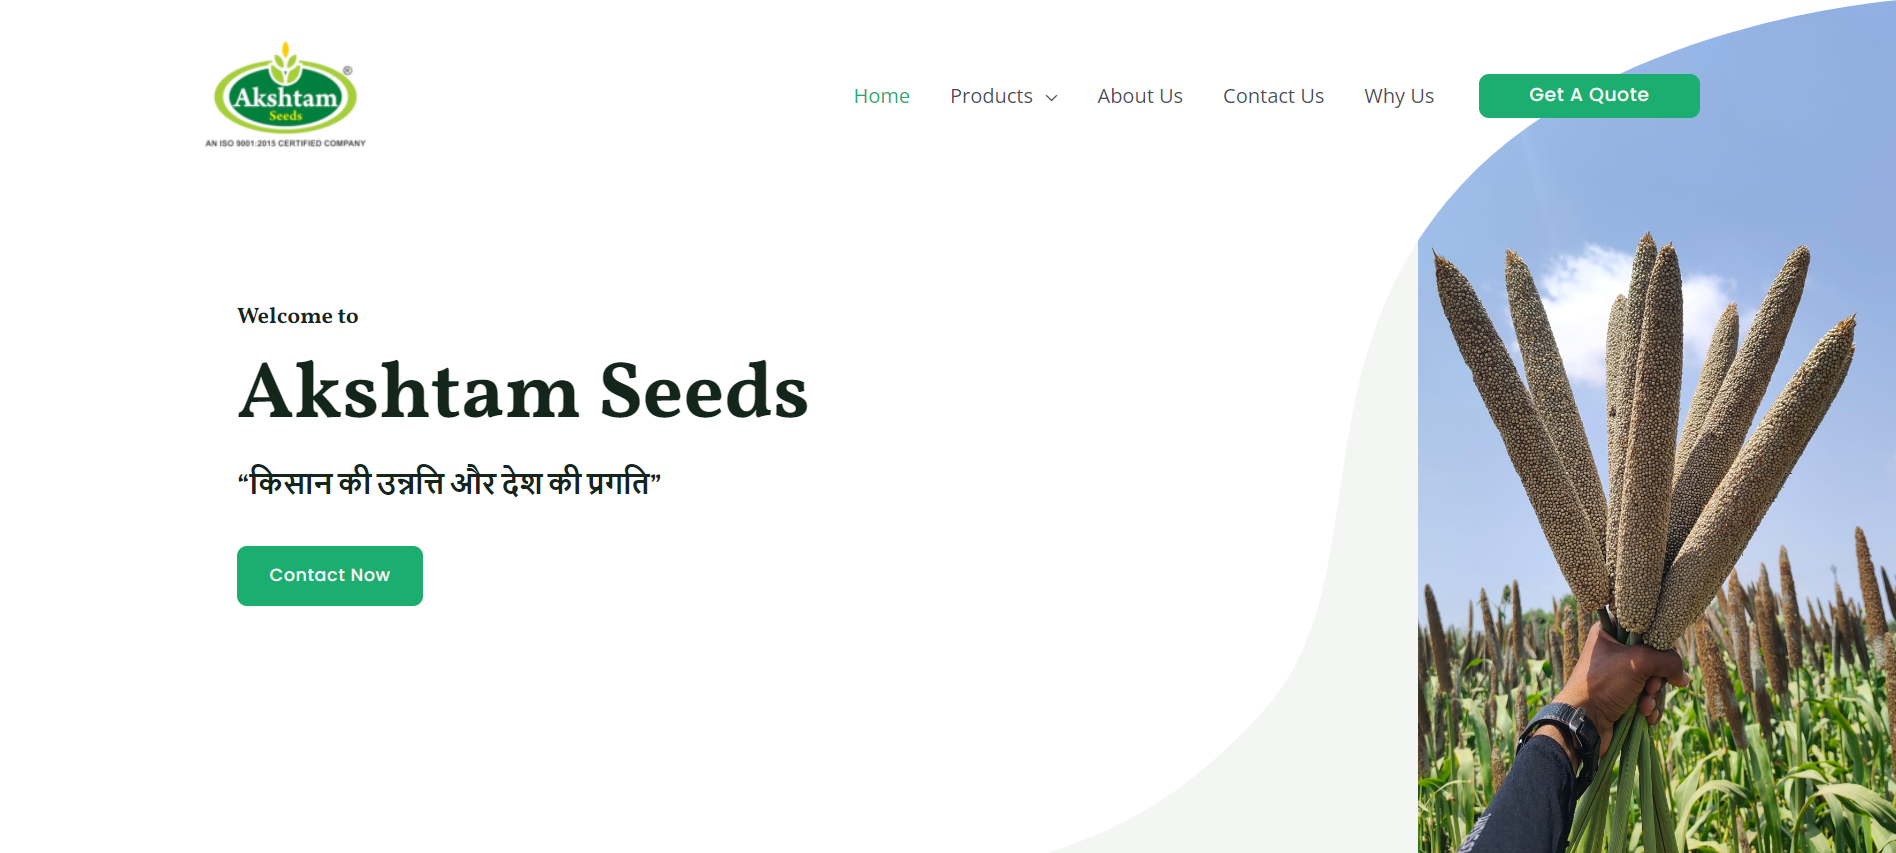 Akshtam
®
Seeds
AN ISO 9001:2015 CERTIFIED COMPANY
Home Products About Us Contact Us Why Us Get A Quote
Welcome to
Akshtam Seeds
“किसान की उन्नत्ति और देश की प्रगति”
Contact Now